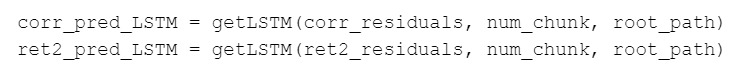 corr_pred_LSTM = getLSTM(corr_residuals, num_chunk, root_path)
ret2_pred_LSTM = getLSTM(ret2_residuals, num_chunk, root_path)